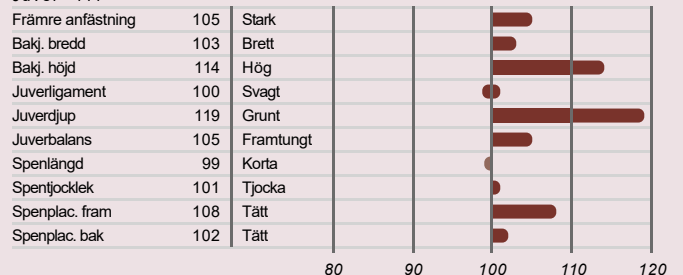 Främre anfästning 105 Stark
Bakj. bredd 103 Brett
Bakj. höjd 114 Hög
Juverligament 100 Svagt
Juverdjup 119 Grunt
Juverbalans 105 Framtungt
Spenlängd 99 Korta
Spentjocklek 101 Tjocka
Spenplac. fram 108 Tätt
Spenplac. bak 102 Tätt
80 90 100 110 120